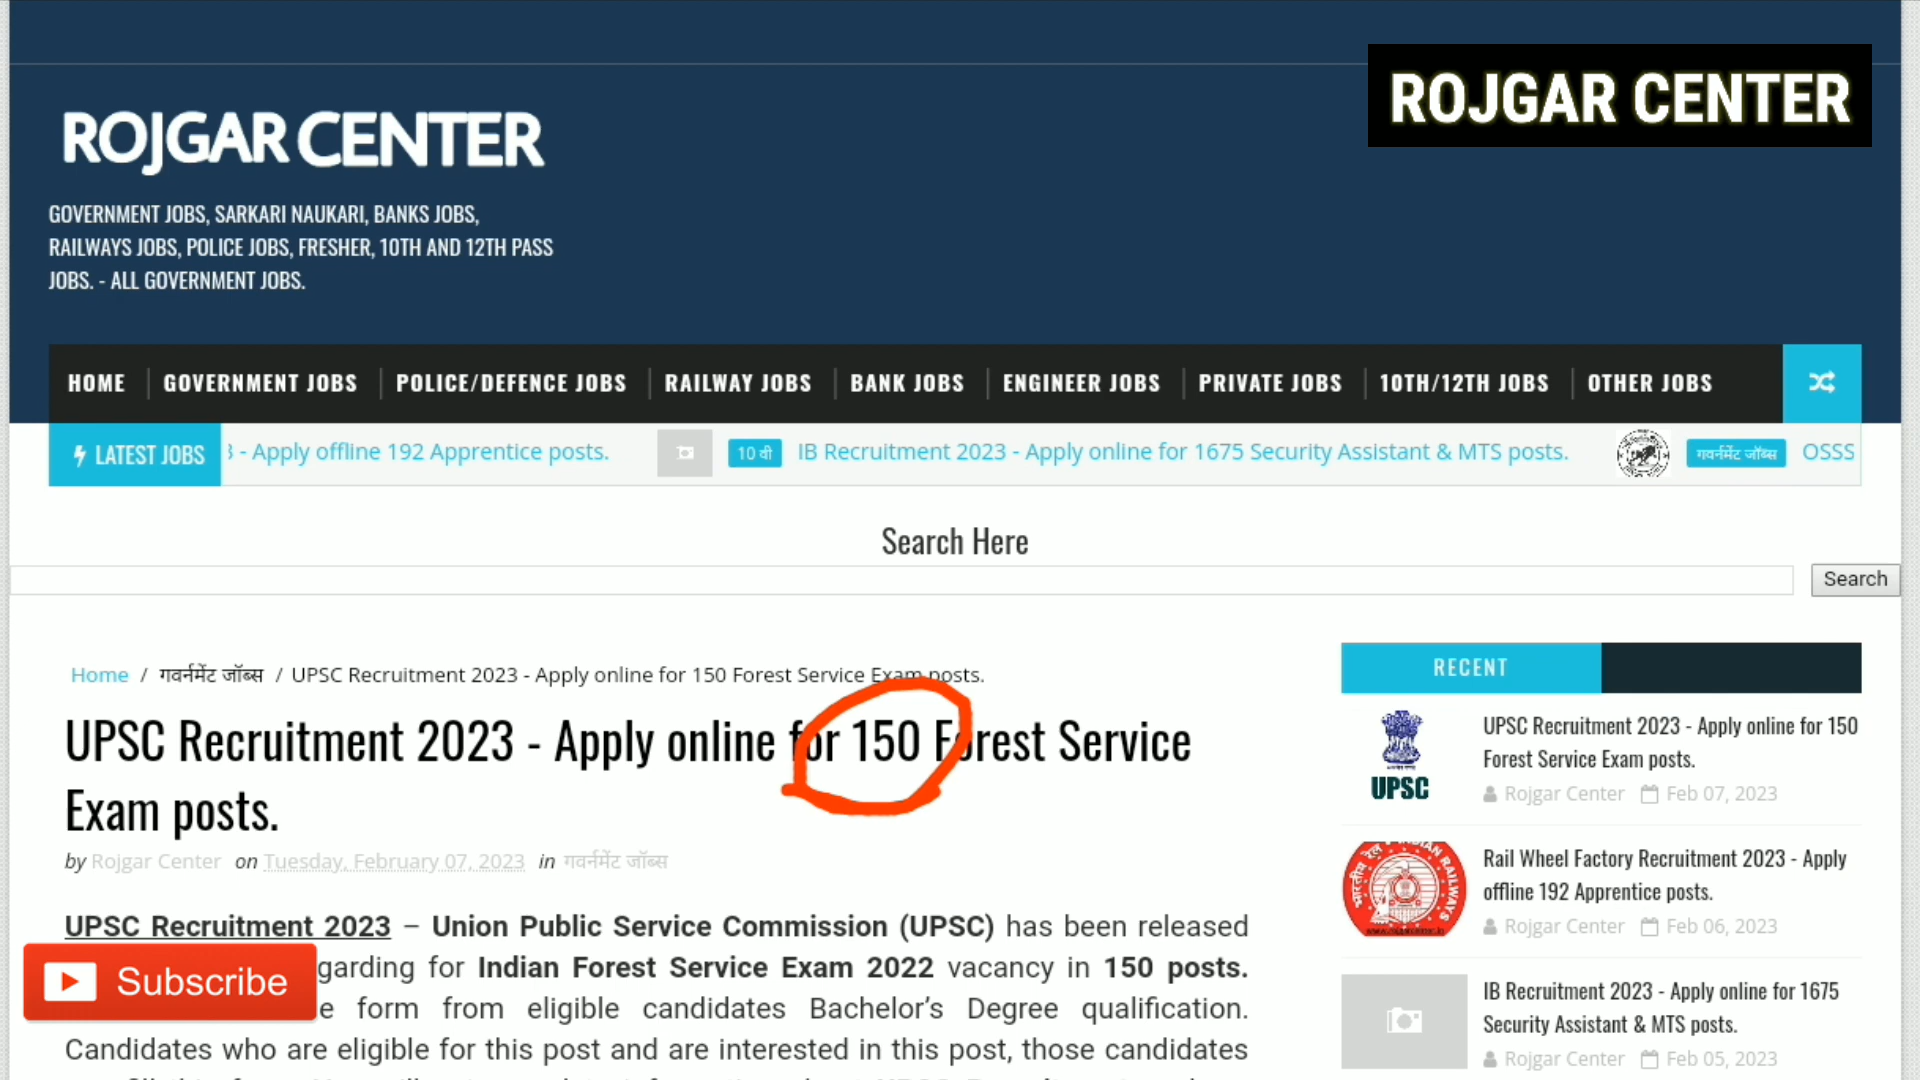 ROJGAR CENTER
ROJGAR CENTER
GOVERNMENT JOBS, SARKARI NAUKARI, BANKS JOBS,
RAILWAYS JOBS, POLICE JOBS, FRESHER, 10TH AND 12TH PASS
JOBS. - ALL GOVERNMENT JOBS.
HOME GOVERNMENT JOBS POLICE/DEFENCE JOBS RAILWAY JOBS BANK JOBS ENGINEER JOBS PRIVATE JOBS 10TH/12TH JOBS OTHER JOBS
LATEST JOBS - Apply offline 192 Apprentice posts. 10 वी IB Recruitment 2023 - Apply online for 1675 Security Assistant & MTS posts. गवर्नमेंट जॉब्स OSSS
Search Here
Search
Home / गवर्नमेंट जॉब्स / UPSC Recruitment 2023 - Apply online for 150 Forest Service Exam posts.
UPSC Recruitment 2023 - Apply online for 150 Forest Service
Exam posts.
by Rojgar Center on Tuesday, February 07, 2023 in गवर्नमेंट जॉब्स
UPSC Recruitment 2023 – Union Public Service Commission (UPSC) has been released
garding for Indian Forest Service Exam 2022 vacancy in 150 posts.
e form from eligible candidates Bachelor's Degree qualification.
Candidates who are eligible for this post and are interested in this post, those candidates
Subscribe
RECENT
UPSC
UPSC Recruitment 2023 - Apply online for 150
Forest Service Exam posts.
Rojgar Center Feb 07, 2023
Rail Wheel Factory Recruitment 2023 - Apply
offline 192 Apprentice posts.
Rojgar Center Feb 06, 2023
IB Recruitment 2023 - Apply online for 1675
Security Assistant & MTS posts.
Rojgar Center Feb 05, 2023